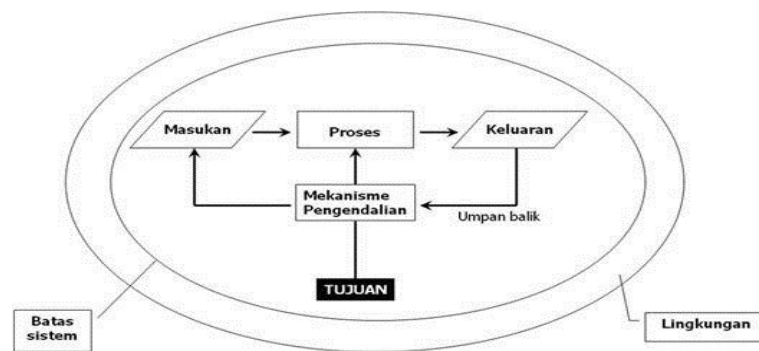 Masukan
Proses
Keluaran
Mekanisme
Pengendalian
Umpan balik
TUJUAN
Batas
sistem
Lingkungan